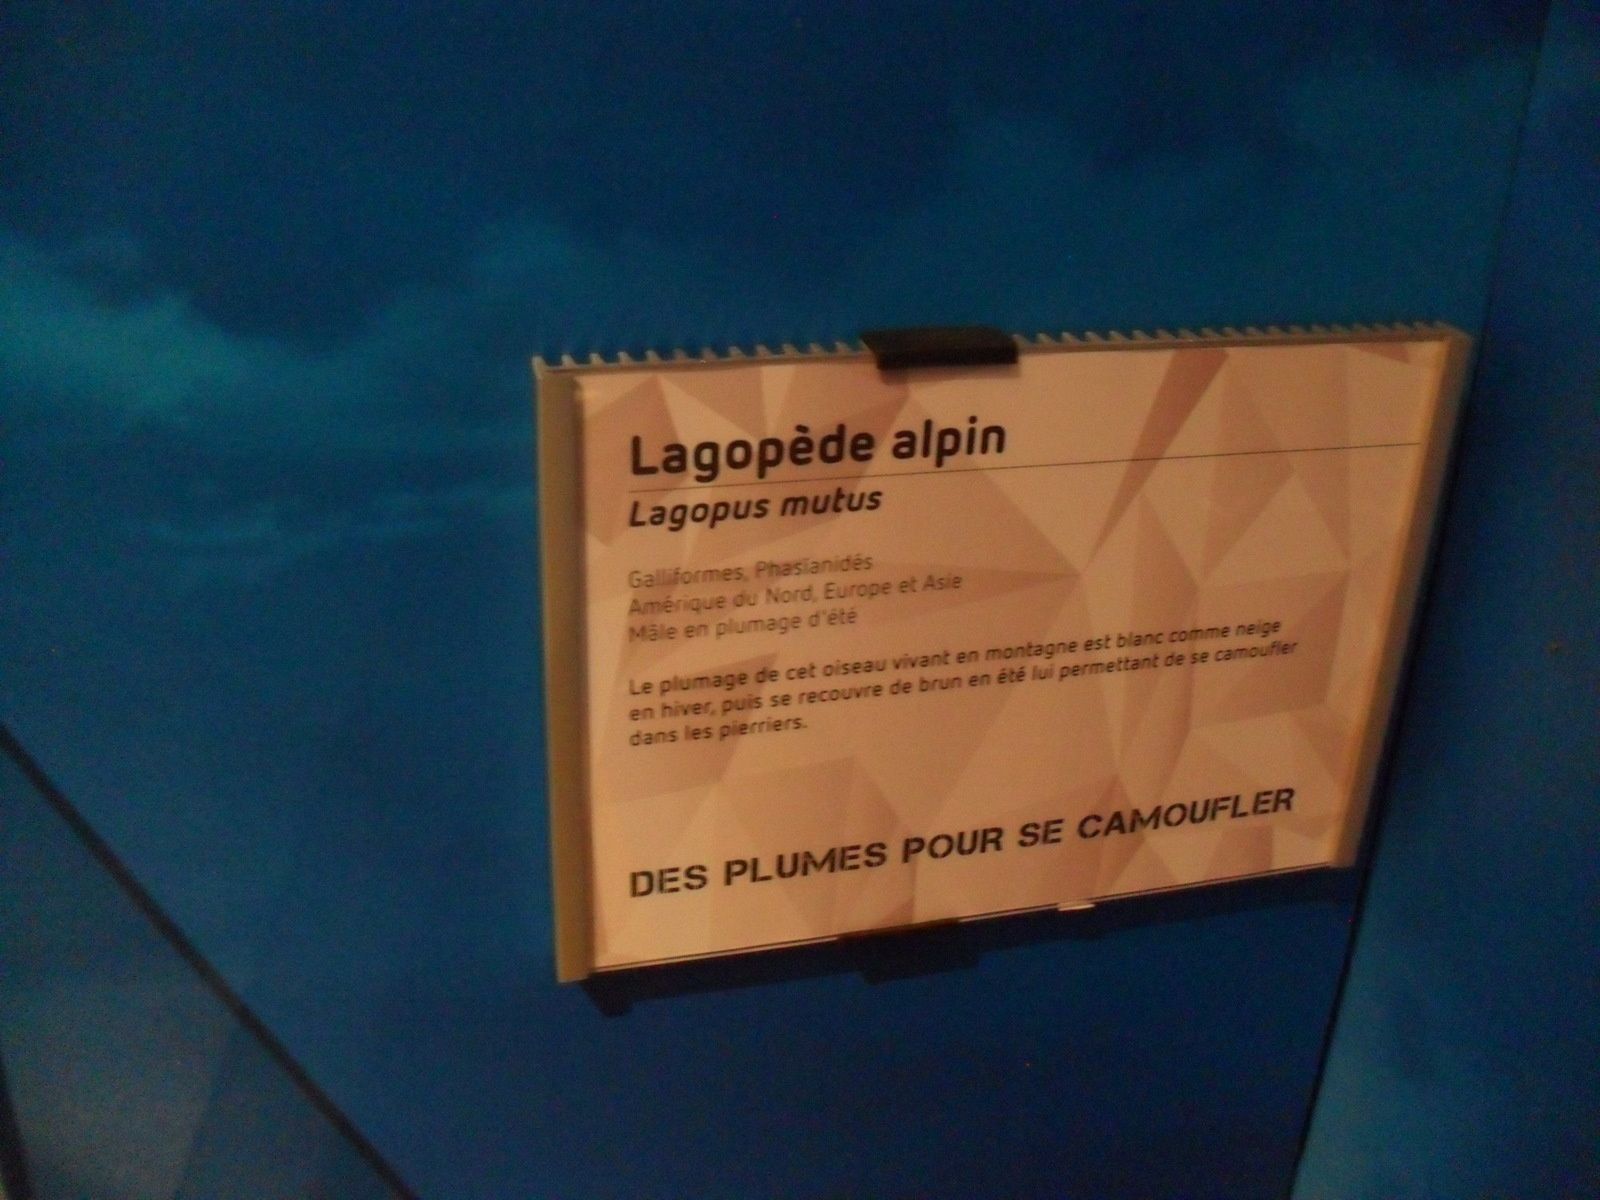 Lagopède alpin
Lagopus mutus
Galliformes, Phasianidés
Amérique du Nord, Europe et Asie
Mâle en plumage d'été
Le plumage de cet oiseau vivant en montagne est blanc comme neige
en hiver, puis se recouvre de brun en été lui permettant de se camoufler
dans les pierriers.
DES PLUMES POUR SE CAMOUFLER